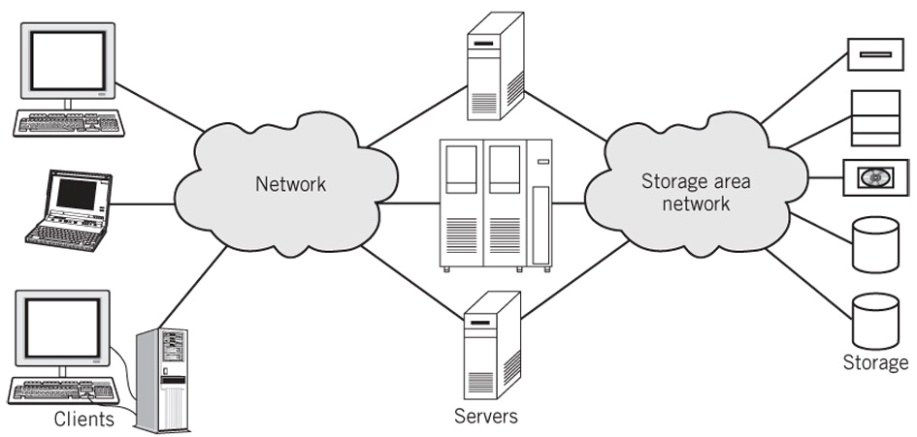 Network
Storage area
network
Storage
Clients
Servers